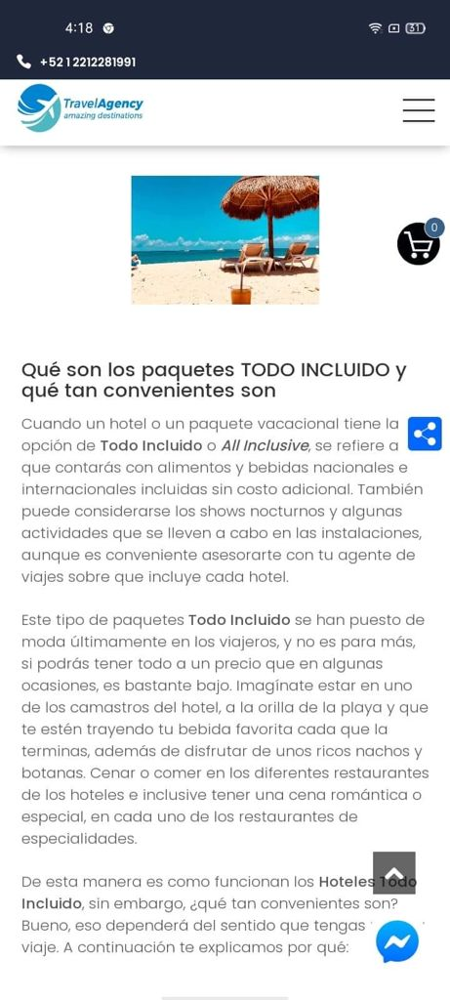 4:18
31
+52 1 2212281991
TravelAgency
amazing destinations
0
Qué son los paquetes TODO INCLUIDO y
qué tan convenientes son
Cuando un hotel o un paquete vacacional tiene la
opción de Todo Incluido o All Inclusive, se refiere a
que contarás con alimentos y bebidas nacionales e
internacionales incluidas sin costo adicional. También
puede considerarse los shows nocturnos y algunas
actividades que se lleven a cabo en las instalaciones,
aunque es conveniente asesorarte con tu agente de
viajes sobre que incluye cada hotel.
Este tipo de paquetes Todo Incluido se han puesto de
moda últimamente en los viajeros, y no es para más,
si podrás tener todo a un precio que en algunas
ocasiones, es bastante bajo. Imagínate estar en uno
de los camastros del hotel, a la orilla de la playa y que
te estén trayendo tu bebida favorita cada que la
terminas, además de disfrutar de unos ricos nachos y
botanas. Cenar o comer en los diferentes restaurantes
de los hoteles e inclusive tener una cena romántica o
especial, en cada uno de los restaurantes de
especialidades.
De esta manera es como funcionan los Hoteles Todo
Incluido, sin embargo, ¿qué tan convenientes son?
Bueno, eso dependerá del sentido que tengas
viaje. A continuación te explicamos por qué: